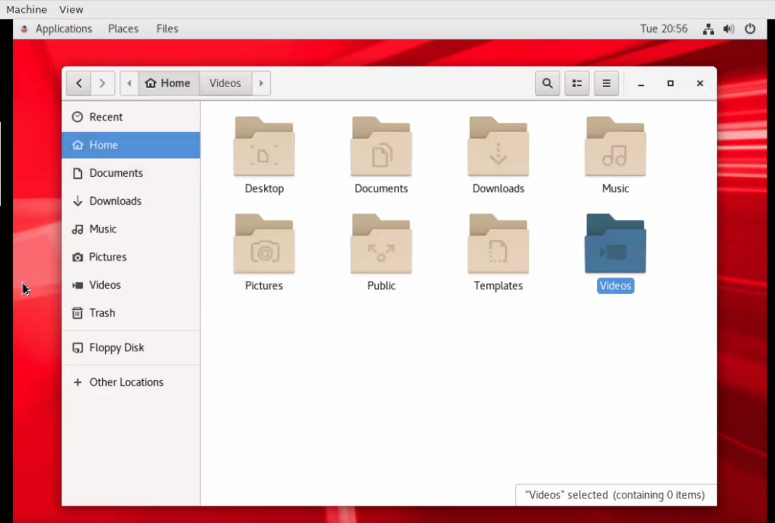 Machine View
Applications Places Files Tue 20:56
Home Videos
Recent
Home
Documents
Downloads
Music
Pictures
Videos
Trash
Floppy Disk
Other Locations
Desktop Documents Downloads Music
Pictures Public Templates Videos
"Videos" selected (containing 0 items)